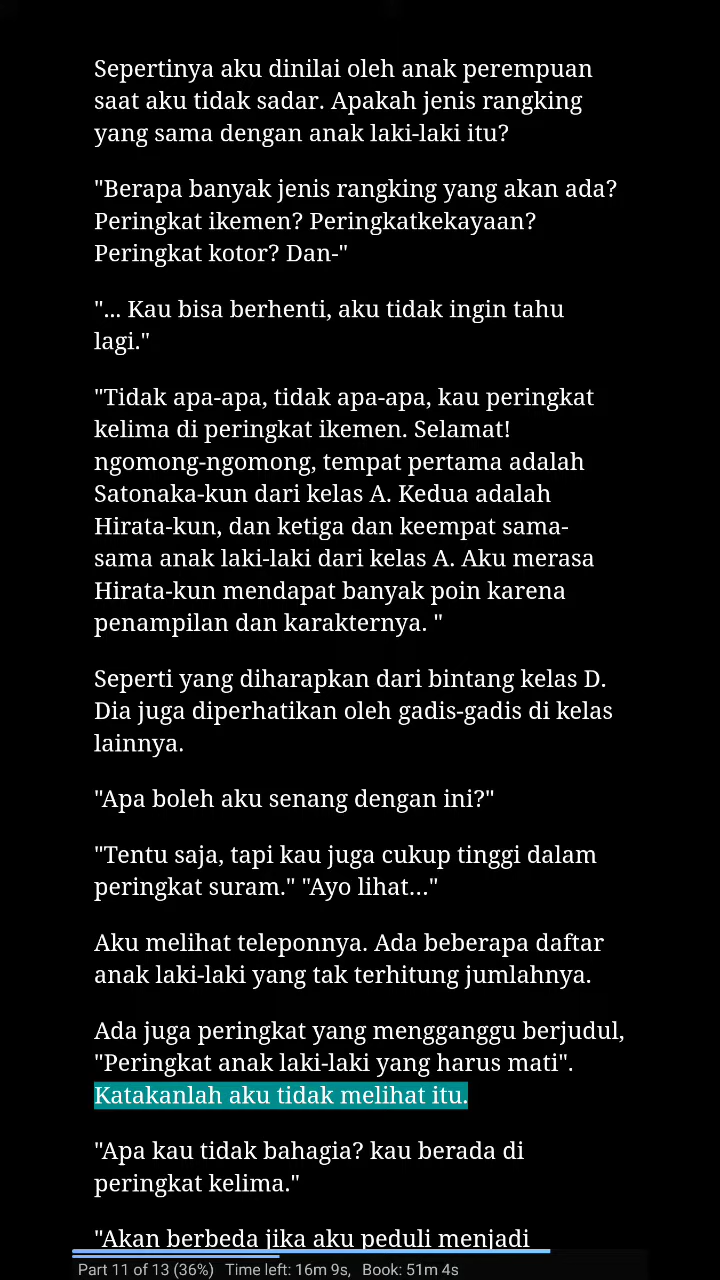 Sepertinya aku dinilai oleh anak perempuan
saat aku tidak sadar. Apakah jenis rangking
yang sama dengan anak laki-laki itu?
"Berapa banyak jenis rangking yang akan ada?
Peringkat ikemen? Peringkatkekayaan?
Peringkat kotor? Dan-"
"... Kau bisa berhenti, aku tidak ingin tahu
lagi."
"Tidak apa-apa, tidak apa-apa, kau peringkat
kelima di peringkat ikemen. Selamat!
ngomong-ngomong, tempat pertama adalah
Satonaka-kun dari kelas A. Kedua adalah
Hirata-kun, dan ketiga dan keempat sama-
sama anak laki-laki dari kelas A. Aku merasa
Hirata-kun mendapat banyak poin karena
penampilan dan karakternya. "
Seperti yang diharapkan dari bintang kelas D.
Dia juga diperhatikan oleh gadis-gadis di kelas
lainnya.
"Apa boleh aku senang dengan ini?"
"Tentu saja, tapi kau juga cukup tinggi dalam
peringkat suram." "Ayo lihat..."
Aku melihat teleponnya. Ada beberapa daftar
anak laki-laki yang tak terhitung jumlahnya.
Ada juga peringkat yang mengganggu berjudul,
"Peringkat anak laki-laki yang harus mati".
Katakanlah aku tidak melihat itu.
"Apa kau tidak bahagia? kau berada di
peringkat kelima."
"Akan berbeda jika aku peduli menjadi
Part 11 of 13 (36%) Time left: 16m 9s, Book: 51m 4s